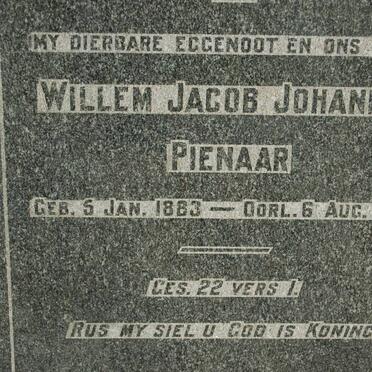 MY DIERBARE EGGENOOT EN ONS
WILLEM JACOB JOHAN
PIENAAR
GEB. 5 JAN. 1883 — OORL. 6 AUG.
GES. 22 VERS 1.
RUS MY SIEL U GOD IS KONING